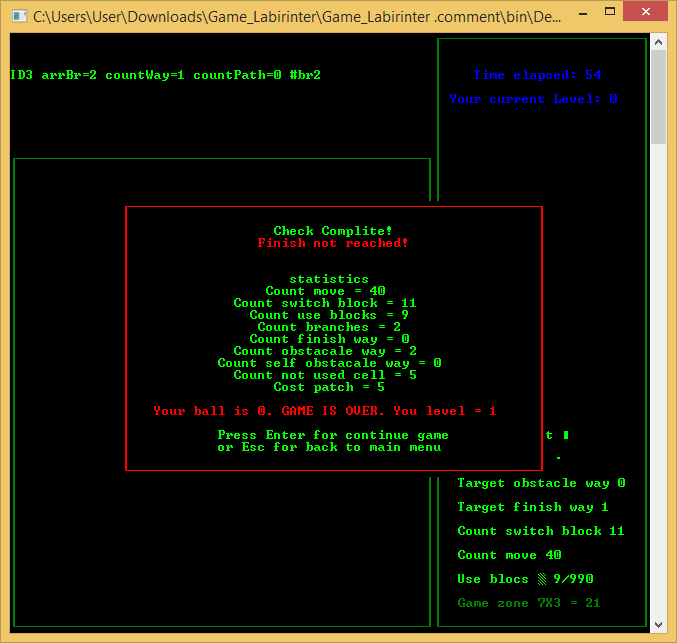 C:\Users\User\Downloads\Game_Labirinter\Game_Labirinter .comment\bin\De...
ID3 arrBr=2 countWay=1 countPath=0 #br2
Time elapsed: 54
Your current Level: 0
Check Complite!
Finish not reached!
statistics
Count move = 40
Count switch block = 11
Count use blocks = 9
Count branches = 2
Count finish way = 0
Count obstacale way = 2
Count self obstacale way = 0
Count not used cell = 5
Cost patch = 5
Your ball is 0. GAME IS OVER. You level = 1
Press Enter for continue game
or Esc for back to main menu
t
-
Target obstacle way 0
Target finish way 1
Count switch block 11
Count move 40
Use blocs ▒ 9/990
Game zone 7X3 = 21